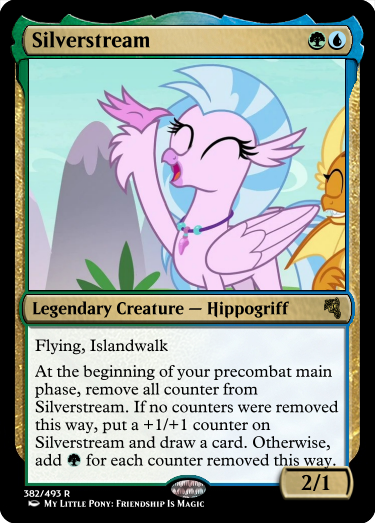 Silverstream
Legendary Creature — Hippogriff
Flying, Islandwalk
At the beginning of your precombat main
phase, remove all counter from
Silverstream. If no counters were removed
this way, put a +1/+1 counter on
Silverstream and draw a card. Otherwise,
add for each counter removed this way.
2/1
382/493 R
My Little Pony: Friendship Is Magic